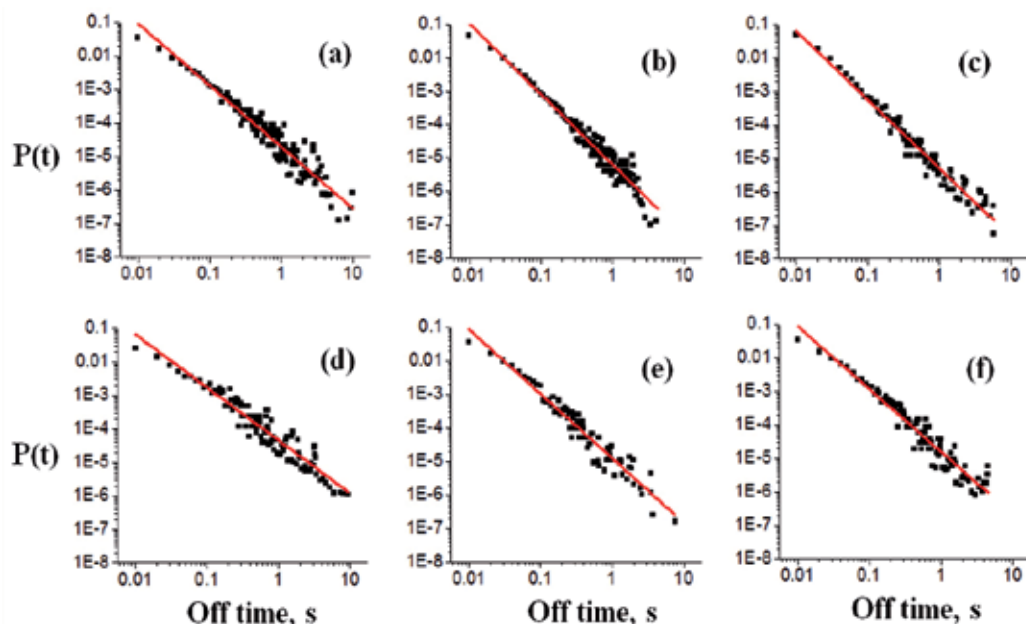 0.1 0.1 0.1
0.01 (a) 0.01 (b) 0.01 (c)
1E-3 1E-3 1E-3
1E-4 1E-4 1E-4
P(t)
1E-5 1E-5 1E-5
1E-6 1E-6 1E-6
1E-7 1E-7 1E-7
1E-8 1E-8 1E-8
0.01 0.1 1 10 0.01 0.1 1 10 0.01 0.1 1 10
0.1 0.1 0.1
0.01 (d) 0.01 (e) 0.01 (f)
1E-3 1E-3 1E-3
1E-4 1E-4 1E-4
P(t)
1E-5 1E-5 1E-5
1E-6 1E-6 1E-6
1E-7 1E-7 1E-7
1E-8 1E-8 1E-8
0.01 0.1 1 10 0.01 0.1 1 10 0.01 0.1 1 10
Off time, s Off time, s Off time, s